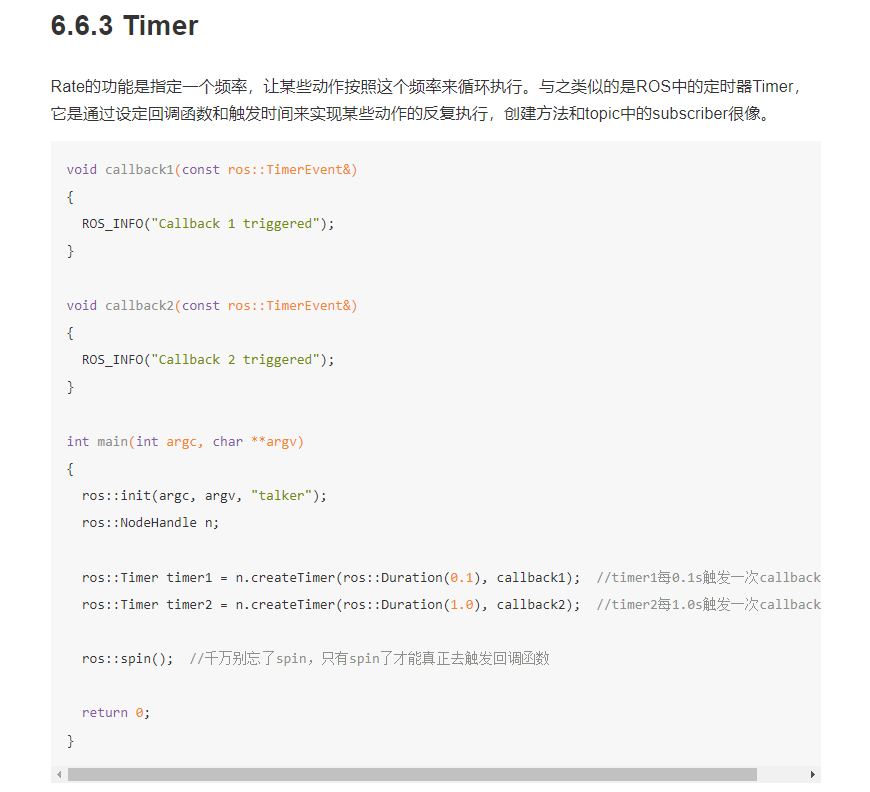 6.6.3 Timer
Rate的功能是指定一个频率，让某些动作按照这个频率来循环执行。与之类似的是ROS中的定时器Timer，
它是通过设定回调函数和触发时间来实现某些动作的反复执行，创建方法和topic中的subscriber很像。
void callback1(const ros::TimerEvent&)
{
  ROS_INFO("Callback 1 triggered");
}
void callback2(const ros::TimerEvent&)
{
  ROS_INFO("Callback 2 triggered");
}
int main(int argc, char **argv)
{
  ros::init(argc, argv, "talker");
  ros::NodeHandle n;
  ros::Timer timer1 = n.createTimer(ros::Duration(0.1), callback1);  //timer1每0.1s触发一次callback
  ros::Timer timer2 = n.createTimer(ros::Duration(1.0), callback2);  //timer2每1.0s触发一次callback
  ros::spin();  //千万别忘了spin，只有spin了才能真正去触发回调函数
  return 0;
}